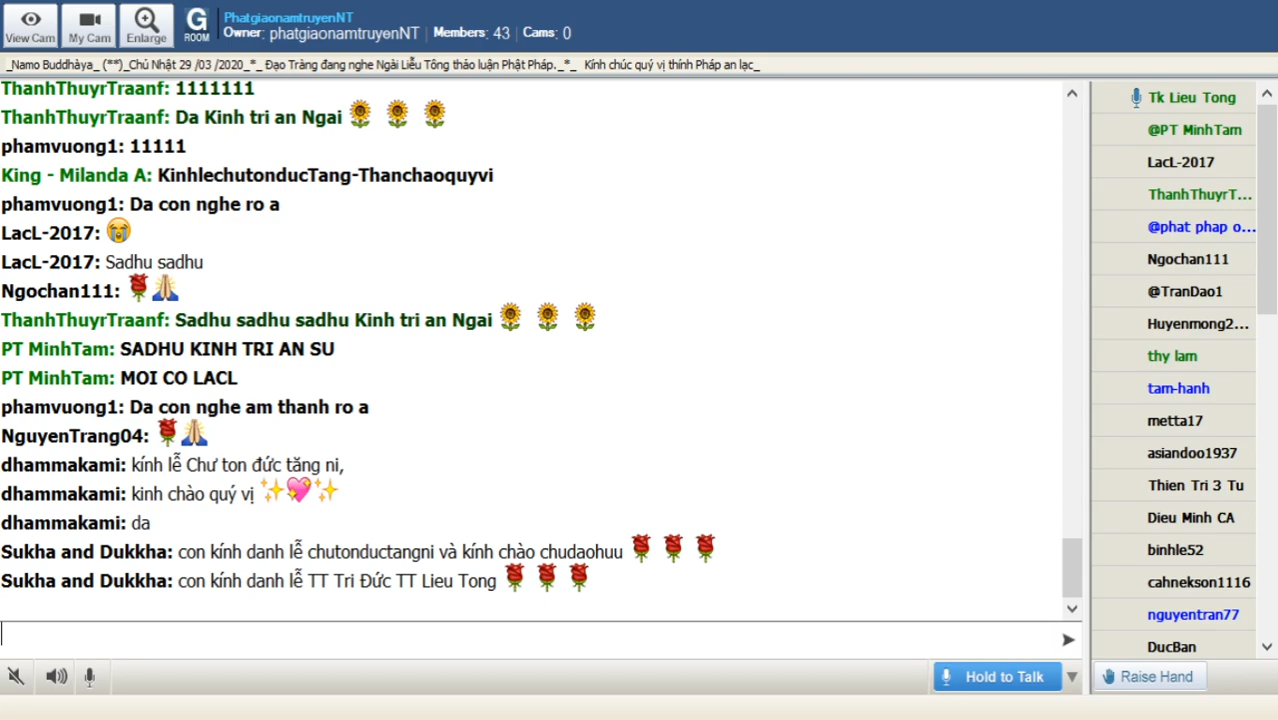 View Cam
My Cam
Enlarge
G
ROOM
PhatgiaonamtruyenNT
Owner: phatgiaonamtruyenNT | Members: 43 | Cams: 0
_Namo Buddhàya_ (**)_Chủ Nhật 29 /03 /2020_*_ Đạo Tràng đang nghe Ngài Liễu Tông thảo luận Phật Pháp._*_ Kính chúc quý vị thính Pháp an lạc_
ThanhThuyrTraanf: 1111111
ThanhThuyrTraanf: Da Kinh tri an Ngai
phamvuong1: 11111
King - Milanda A: KinhlechutonducTang-Thanchaoquyvi
phamvuong1: Da con nghe ro a
LacL-2017:
LacL-2017: Sadhu sadhu
Ngochan111:
ThanhThuyrTraanf: Sadhu sadhu sadhu Kinh tri an Ngai
PT MinhTam: SADHU KINH TRI AN SU
PT MinhTam: MOI CO LACL
phamvuong1: Da con nghe am thanh ro a
NguyenTrang04:
dhammakami: kính lễ Chư ton đức tăng ni,
dhammakami: kinh chào quý vị
dhammakami: da
Sukha and Dukkha: con kính danh lễ chutonductangni và kính chào chudaohuu
Sukha and Dukkha: con kính danh lễ TT Tri Đức TT Lieu Tong
Tk Lieu Tong
@PT MinhTam
LacL-2017
ThanhThuyrT...
@phat phap o...
Ngochan111
@TranDao1
Huyenmong2...
thy lam
tam-hanh
metta17
asiandoo1937
Thien Tri 3 Tu
Dieu Minh CA
binhle52
cahnekson1116
nguyentran77
DucBan
Hold to Talk
Raise Hand